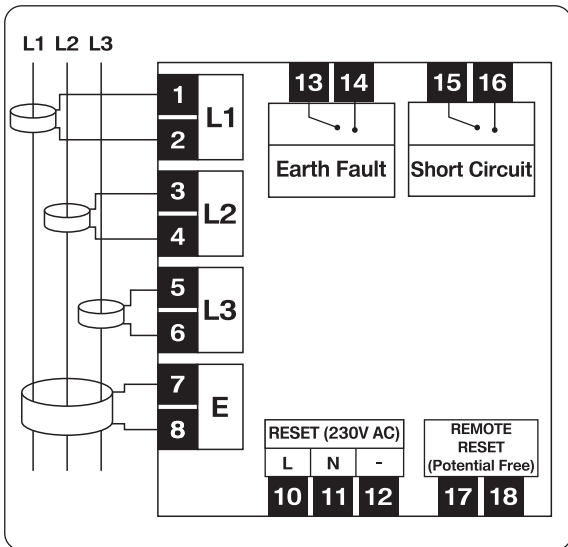 L1 L2 L3
13 14 15 16
1
L1
2
Earth Fault
Short Circuit
3
L2
4
5
L3
6
7
E
8
RESET (230V AC)
L N -
10 11 12
REMOTE
RESET
(Potential Free)
17 18